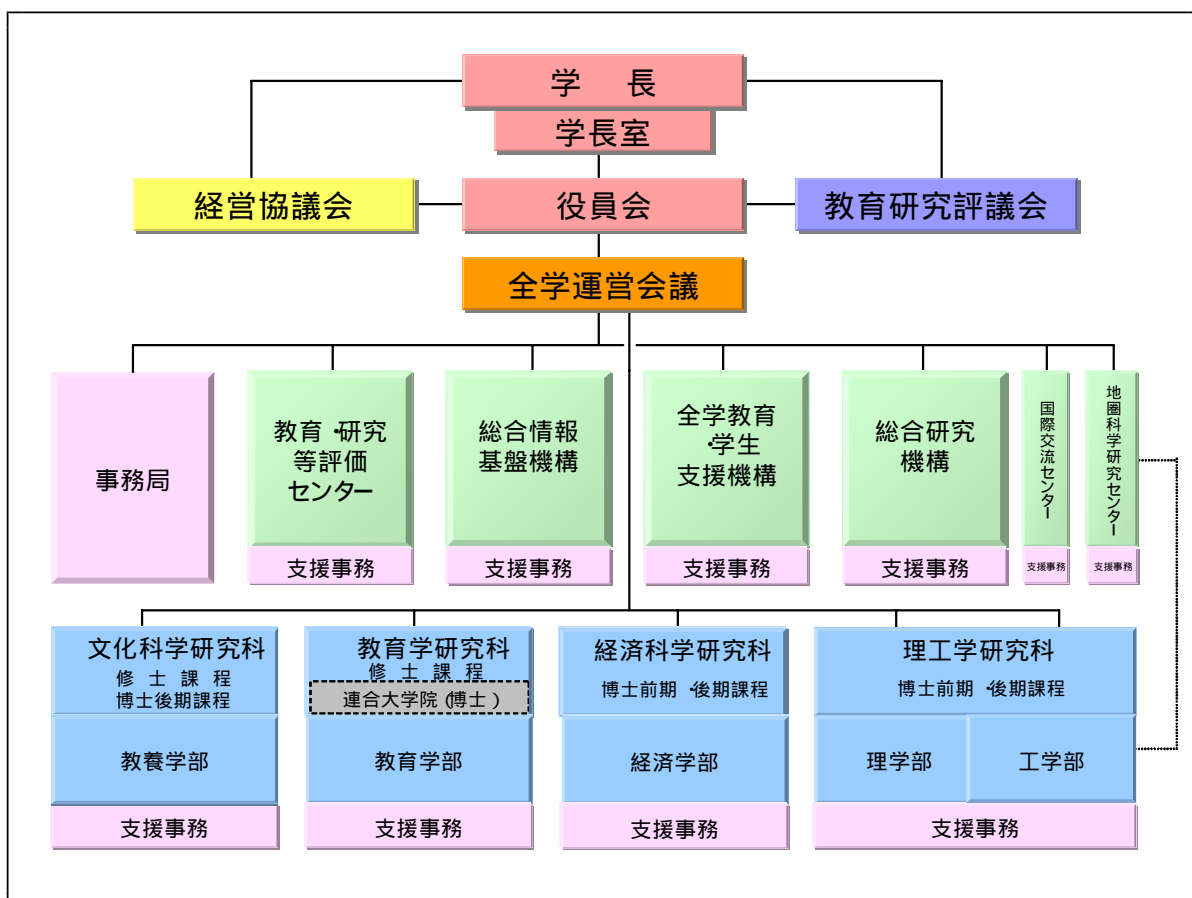 学 長
学長室
経営協議会
役員会
教育研究評議会
全学運営会議
事務局
教育・研究
等評価
センター
支援事務
総合情報
基盤機構
支援事務
全学教育
・学生
支援機構
支援事務
総合研究
機構
支援事務
国際交流センター
支援事務
地圏科学研究センター
支援事務
文化科学研究科
修 士 課 程
博士後期課程
教養学部
支援事務
教育学研究科
修 士 課 程
連合大学院(博士)
教育学部
支援事務
経済科学研究科
博士前期・後期課程
経済学部
支援事務
理工学研究科
博士前期・後期課程
理学部
工学部
支援事務